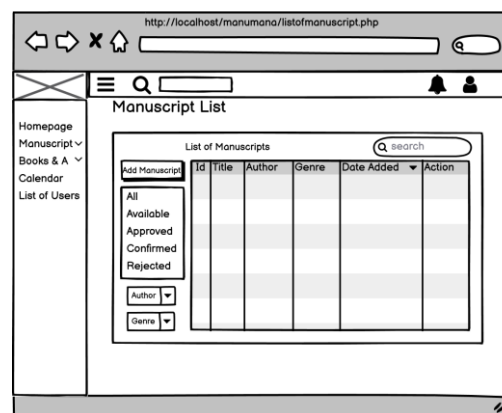 http://localhost/manumana/listofmanuscript.php
Manuscript List
Homepage
Manuscript
Books & A
Calendar
List of Users
List of Manuscripts
search
Add Manuscript
Id Title Author Genre Date Added Action
All
Available
Approved
Confirmed
Rejected
Author
Genre